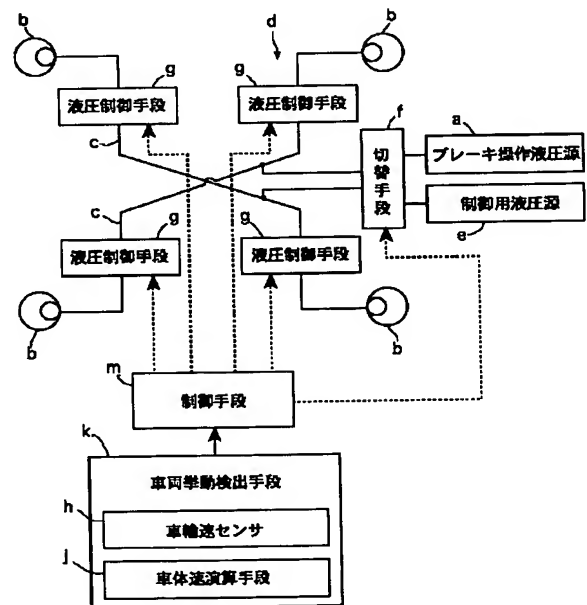 b
d
b
g
g
液圧制御手段
液圧制御手段
f
a
c
切替手段
ブレーキ操作液圧源
制御用液圧源
e
c
g
g
液圧制御手段
液圧制御手段
b
b
m
制御手段
k
車両挙動検出手段
h
車輪速センサ
j
車体速演算手段